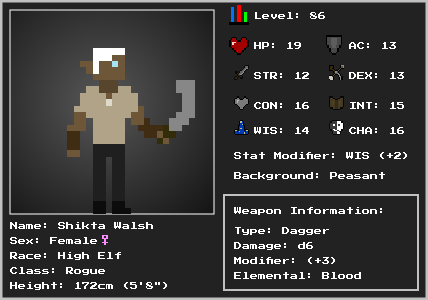 Level: 86
HP: 19 AC: 13
STR: 12 DEX: 13
CON: 16 INT: 15
WIS: 14 CHA: 16
Stat Modifier: WIS (+2)
Background: Peasant
Name: Shikta Walsh
Sex: Female♀
Race: High Elf
Class: Rogue
Height: 172cm (5'8")
Weapon Information:
Type: Dagger
Damage: d6
Modifier: (+3)
Elemental: Blood